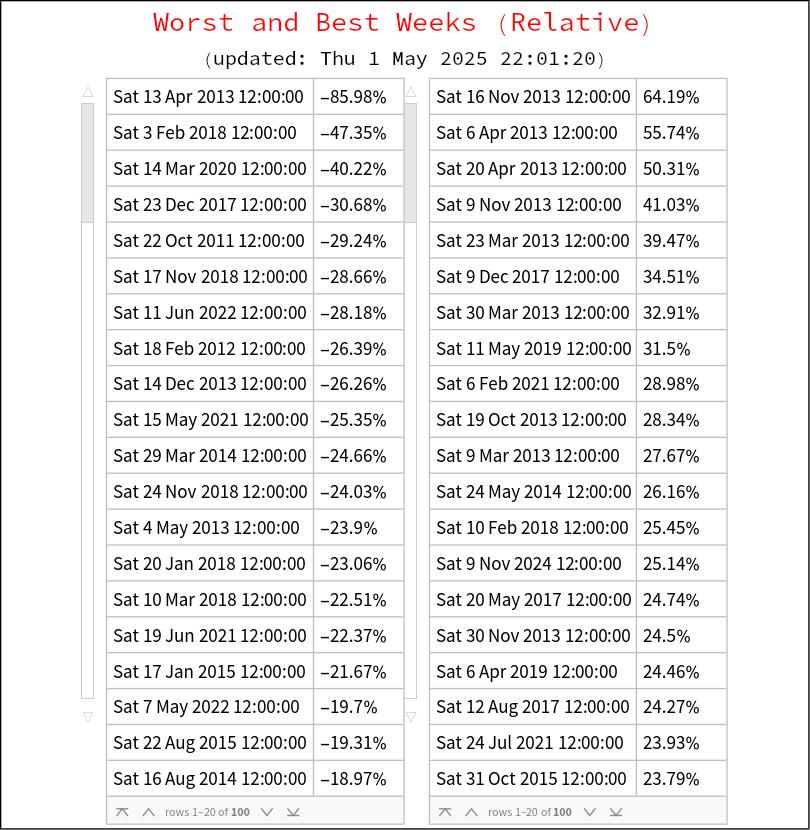 Worst and Best Weeks (Relative)
(updated: Thu 1 May 2025 22:01:20)
Sat 13 Apr 2013 12:00:00 –85.98% Sat 16 Nov 2013 12:00:00 64.19%
Sat 3 Feb 2018 12:00:00 –47.35% Sat 6 Apr 2013 12:00:00 55.74%
Sat 14 Mar 2020 12:00:00 –40.22% Sat 20 Apr 2013 12:00:00 50.31%
Sat 23 Dec 2017 12:00:00 –30.68% Sat 9 Nov 2013 12:00:00 41.03%
Sat 22 Oct 2011 12:00:00 –29.24% Sat 23 Mar 2013 12:00:00 39.47%
Sat 17 Nov 2018 12:00:00 –28.66% Sat 9 Dec 2017 12:00:00 34.51%
Sat 11 Jun 2022 12:00:00 –28.18% Sat 30 Mar 2013 12:00:00 32.91%
Sat 18 Feb 2012 12:00:00 –26.39% Sat 11 May 2019 12:00:00 31.5%
Sat 14 Dec 2013 12:00:00 –26.26% Sat 6 Feb 2021 12:00:00 28.98%
Sat 15 May 2021 12:00:00 –25.35% Sat 19 Oct 2013 12:00:00 28.34%
Sat 29 Mar 2014 12:00:00 –24.66% Sat 9 Mar 2013 12:00:00 27.67%
Sat 24 Nov 2018 12:00:00 –24.03% Sat 24 May 2014 12:00:00 26.16%
Sat 4 May 2013 12:00:00 –23.9% Sat 10 Feb 2018 12:00:00 25.45%
Sat 20 Jan 2018 12:00:00 –23.06% Sat 9 Nov 2024 12:00:00 25.14%
Sat 10 Mar 2018 12:00:00 –22.51% Sat 20 May 2017 12:00:00 24.74%
Sat 19 Jun 2021 12:00:00 –22.37% Sat 30 Nov 2013 12:00:00 24.5%
Sat 17 Jan 2015 12:00:00 –21.67% Sat 6 Apr 2019 12:00:00 24.46%
Sat 7 May 2022 12:00:00 –19.7% Sat 12 Aug 2017 12:00:00 24.27%
Sat 22 Aug 2015 12:00:00 –19.31% Sat 24 Jul 2021 12:00:00 23.93%
Sat 16 Aug 2014 12:00:00 –18.97% Sat 31 Oct 2015 12:00:00 23.79%
rows 1–20 of 100 rows 1–20 of 100